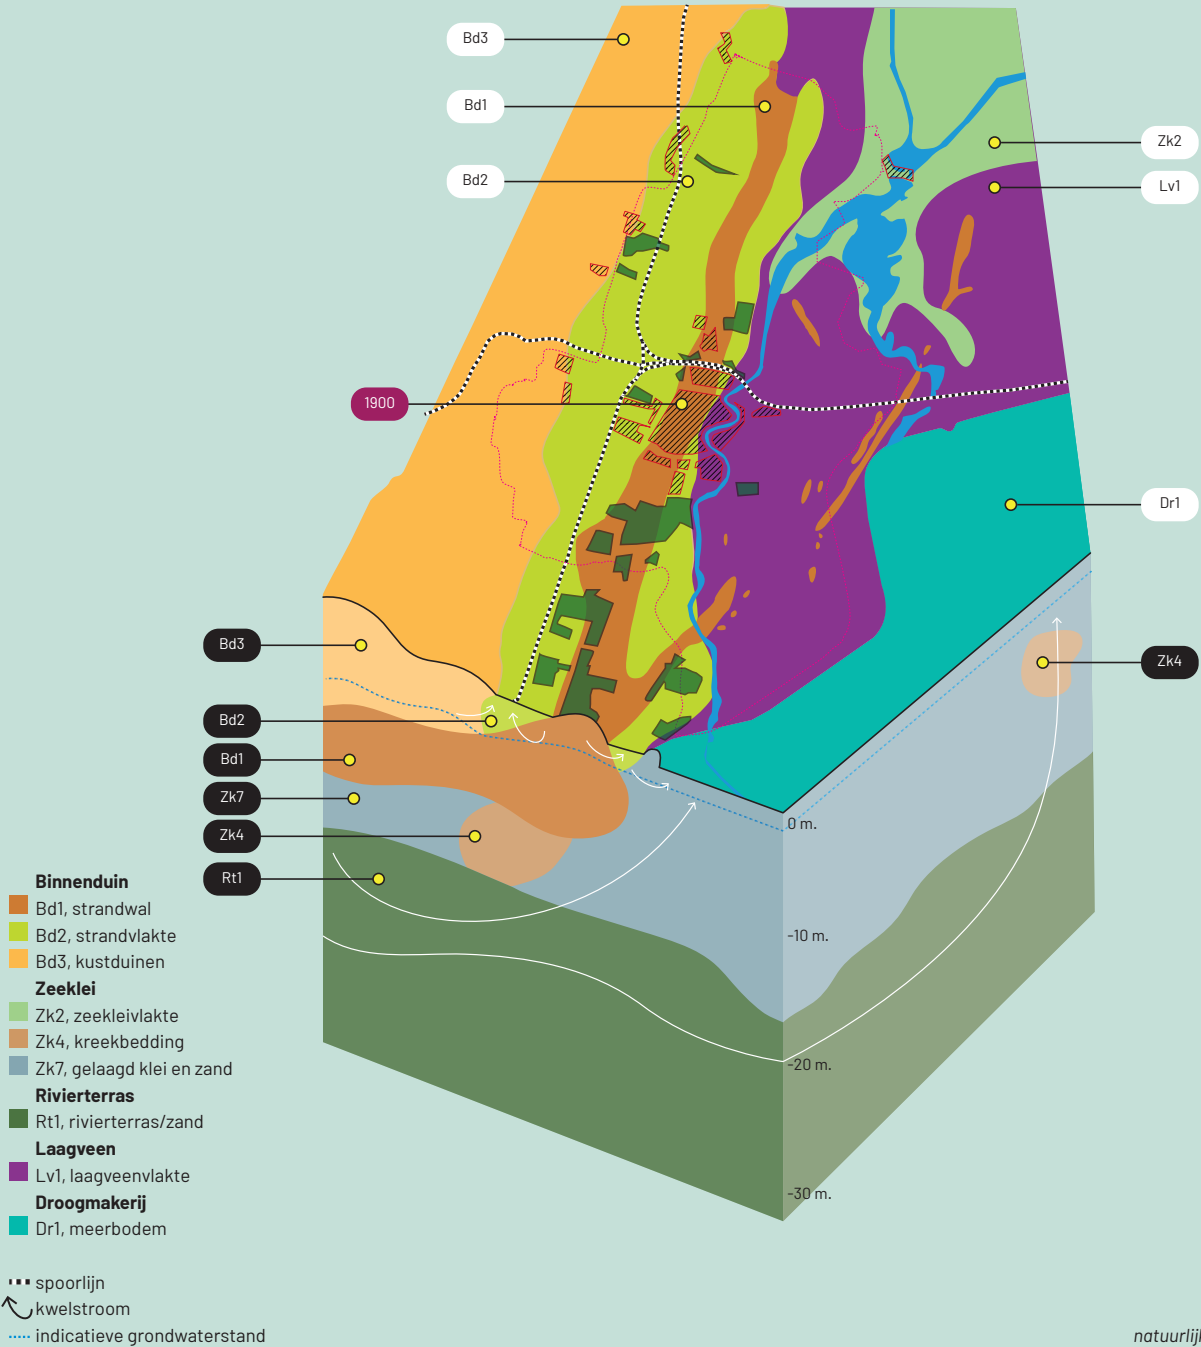 Bd3
Bd1
Bd2
Zk2
Lv1
1900
Dr1
Bd3
Zk4
Bd2
Bd1
Zk7
Zk4
Rt1
0 m.
-10 m.
-20 m.
-30 m.
Binnenduin
Bd1, strandwal
Bd2, strandvlakte
Bd3, kustduinen
Zeeklei
Zk2, zeekleivlakte
Zk4, kreekbedding
Zk7, gelaagd klei en zand
Rivierterras
Rt1, rivierterras/zand
Laagveen
Lv1, laagveenvlakte
Droogmakerij
Dr1, meerbodem
spoorlijn
kwelstroom
indicatieve grondwaterstand
natuurlijk